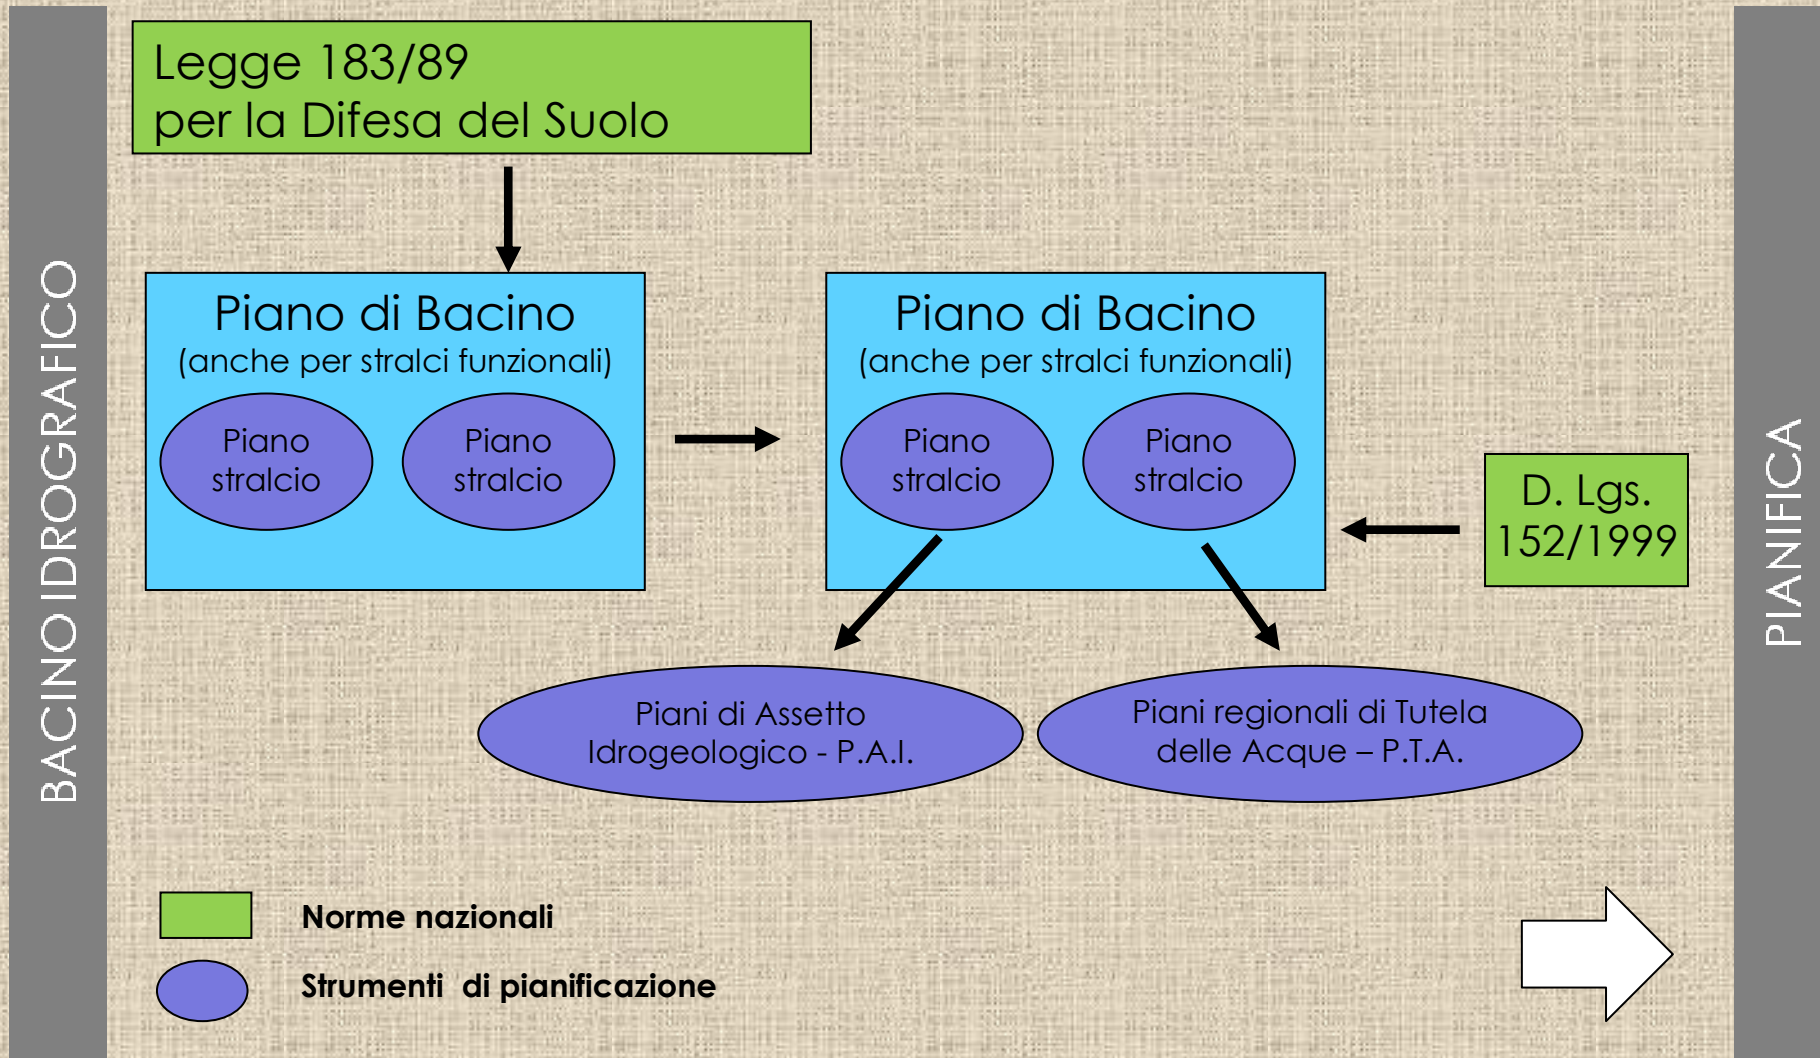 BACINO IDROGRAFICO
Legge 183/89
per la Difesa del Suolo
Piano di Bacino
(anche per stralci funzionali)
Piano
stralcio
Piano
stralcio
Piano di Bacino
(anche per stralci funzionali)
Piano
stralcio
Piano
stralcio
D. Lgs.
152/1999
Piani di Assetto
Idrogeologico - P.A.I.
Piani regionali di Tutela
delle Acque – P.T.A.
Norme nazionali
Strumenti di pianificazione
PIANIFICA